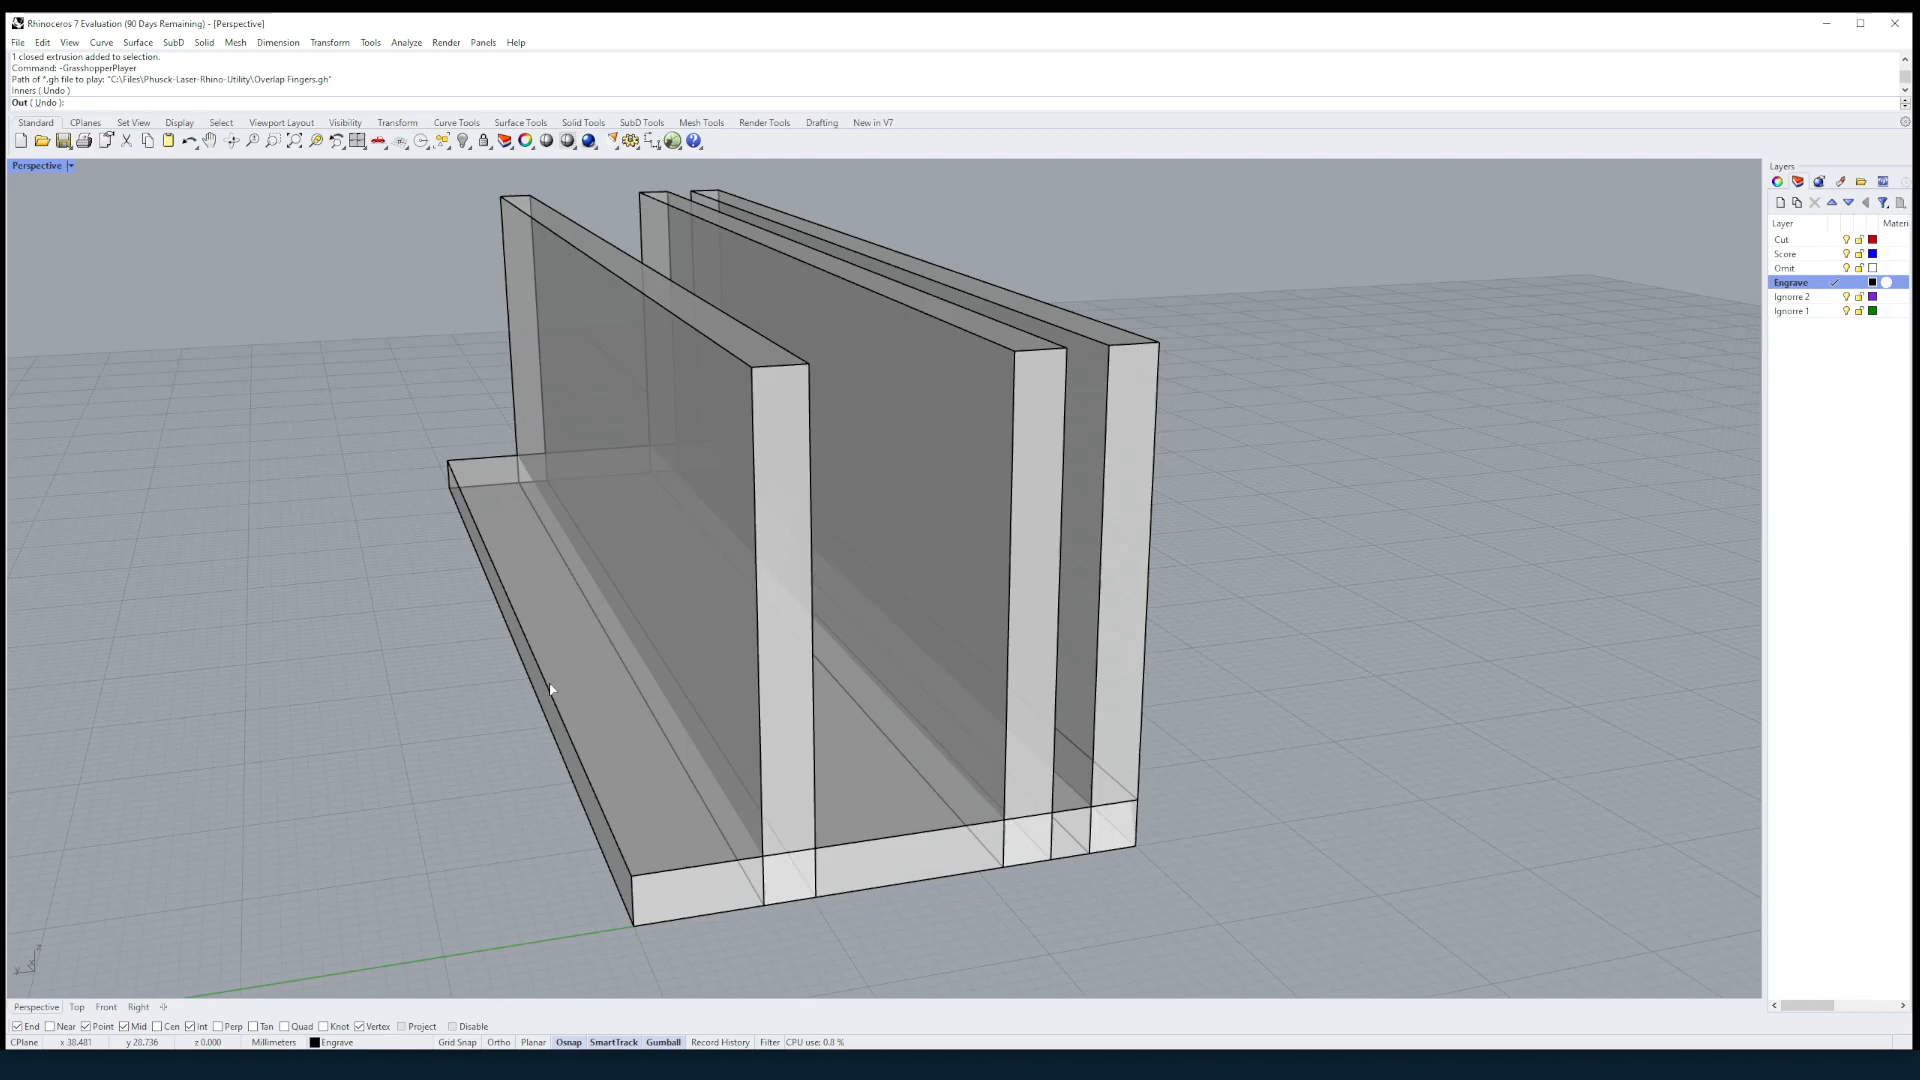 Rhinoceros 7 Evaluation (90 Days Remaining) - [Perspective]
File Edit View Curve Surface SubD Solid Mesh Dimension Transform Tools Analyze Render Panels Help
1 closed extrusion added to selection.
Command: -GrasshopperPlayer
Path of *.gh file to play: "C:\Files\Phusck-Laser-Rhino-Utility\Overlap Fingers.gh"
Inners ( Undo )
Out ( Undo ):
Standard CPlanes Set View Display Select Viewport Layout Visibility Transform Curve Tools Surface Tools Solid Tools SubD Tools Mesh Tools Render Tools Drafting New in V7
Perspective
Layers
Layer Materi
Cut
Score
Omit
Engrave
Ignorre 2
Ignorre 1
z
y x
Perspective Top Front Right
End Near Point Mid Cen Int Perp Tan Quad Knot Vertex Project Disable
CPlane x 38.481 y 28.736 z 0.000 Millimeters Engrave Grid Snap Ortho Planar Osnap SmartTrack Gumball Record History Filter CPU use: 0.8 %